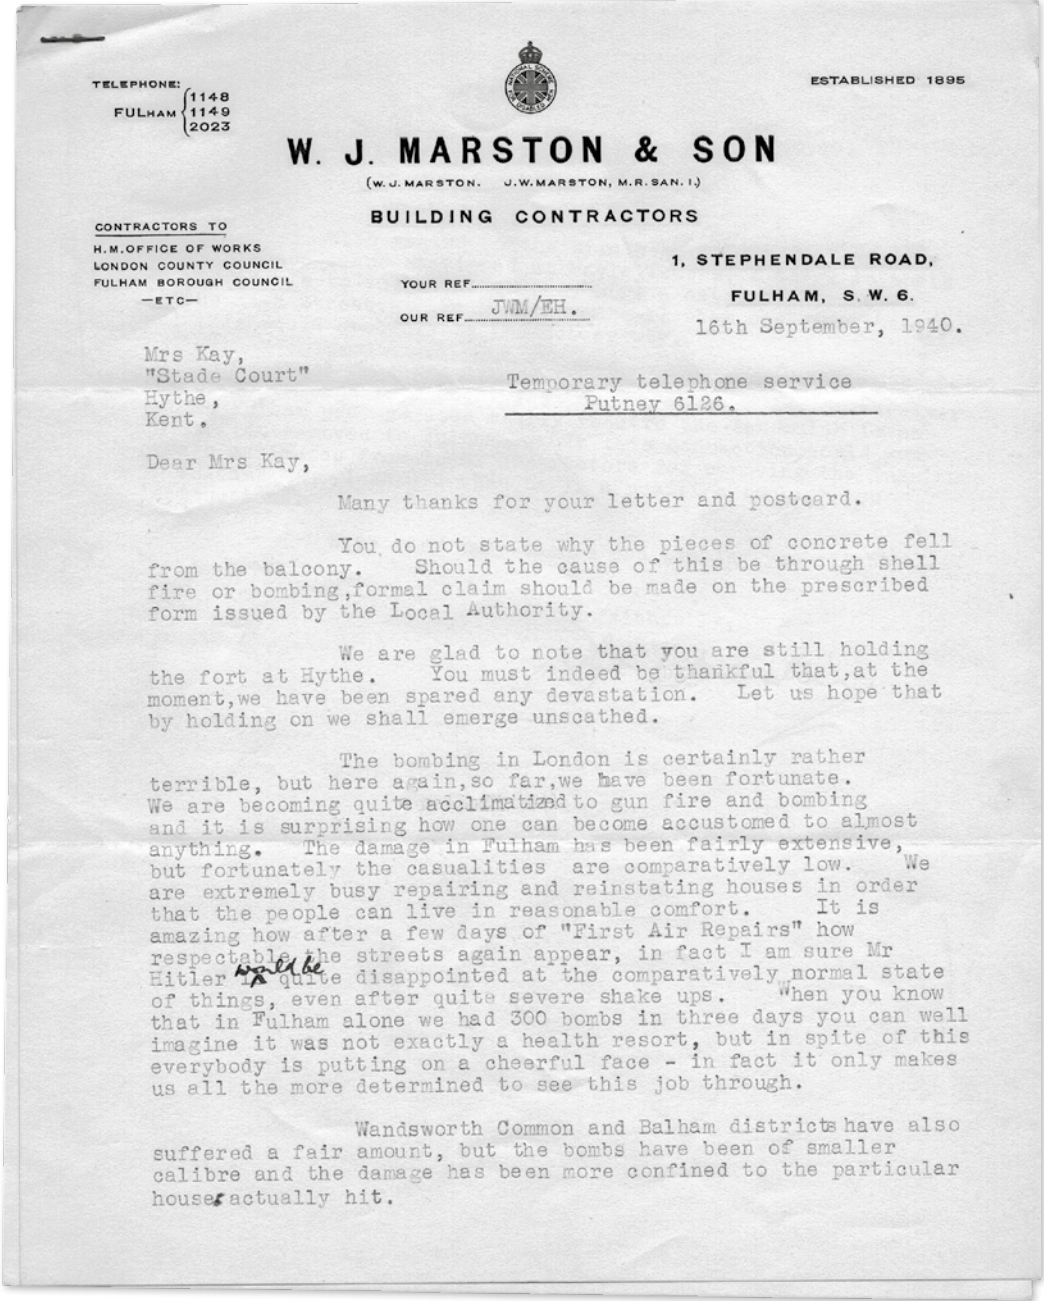 TELEPHONE:
FULHAM 1148
1149
2023
NATIONAL SCHEME
FOR DISABLED MEN
ESTABLISHED 1895
W. J. MARSTON & SON
(W. J. MARSTON. J. W. MARSTON, M. R. SAN. I.)
BUILDING CONTRACTORS
CONTRACTORS TO
H.M. OFFICE OF WORKS
LONDON COUNTY COUNCIL
FULHAM BOROUGH COUNCIL
—ETC—
YOUR REF
OUR REF JWM/EH.
1, STEPHENDALE ROAD,
FULHAM, S.W. 6.
16th September, 1940.
Mrs Kay,
"Stade Court"
Hythe,
Kent.
Temporary telephone service
Putney 6126.
Dear Mrs Kay,
Many thanks for your letter and postcard.
You do not state why the pieces of concrete fell
from the balcony. Should the cause of this be through shell
fire or bombing,formal claim should be made on the prescribed
form issued by the Local Authority.
We are glad to note that you are still holding
the fort at Hythe. You must indeed be thankful that,at the
moment,we have been spared any devastation. Let us hope that
by holding on we shall emerge unscathed.
The bombing in London is certainly rather
terrible, but here again,so far,we have been fortunate.
We are becoming quite acclimatized to gun fire and bombing
and it is surprising how one can become accustomed to almost
anything. The damage in Fulham has been fairly extensive,
but fortunately the casualities are comparatively low. We
are extremely busy repairing and reinstating houses in order
that the people can live in reasonable comfort. It is
amazing how after a few days of "First Air Repairs" how
respectable the streets again appear, in fact I am sure Mr
Hitler would be quite disappointed at the comparatively normal state
of things, even after quite severe shake ups. When you know
that in Fulham alone we had 300 bombs in three days you can well
imagine it was not exactly a health resort, but in spite of this
everybody is putting on a cheerful face - in fact it only makes
us all the more determined to see this job through.
Wandsworth Common and Balham districts have also
suffered a fair amount, but the bombs have been of smaller
calibre and the damage has been more confined to the particular
houses actually hit.